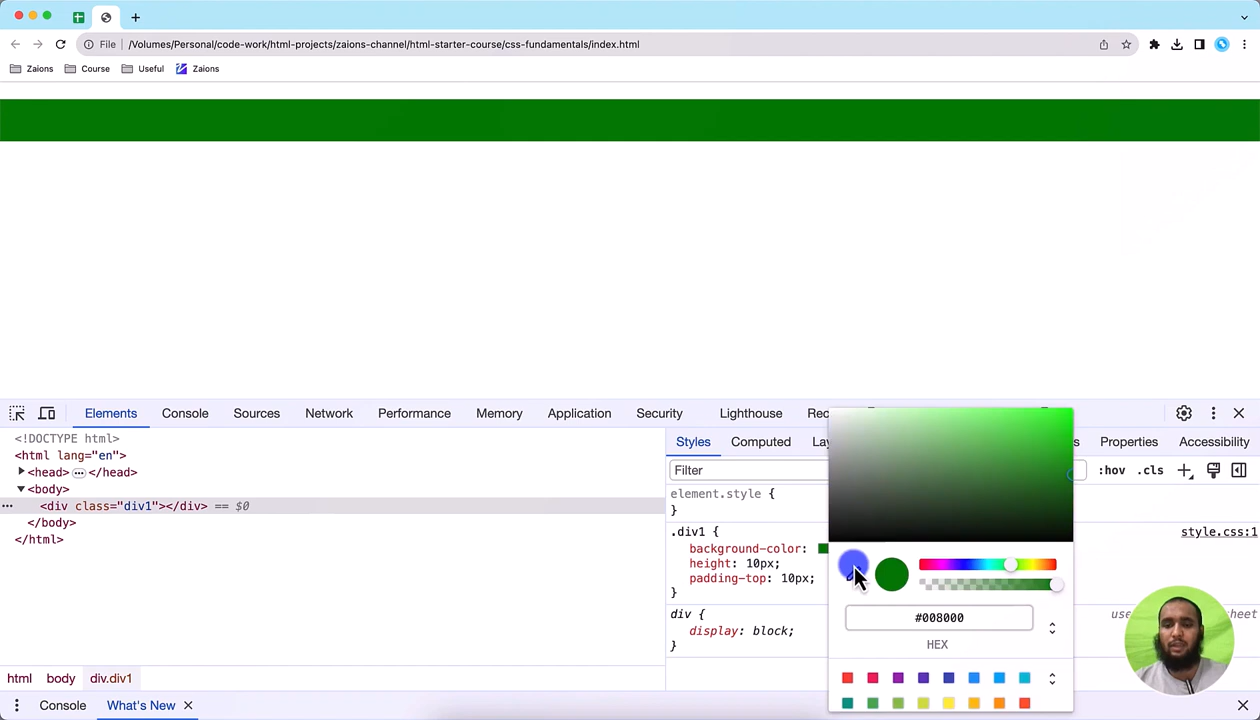 File /Volumes/Personal/code-work/html-projects/zaions-channel/html-starter-course/css-fundamentals/index.html
Zaions Course Useful Zaions
Elements Console Sources Network Performance Memory Application Security Lighthouse
<!DOCTYPE html>
<html lang="en">
<head> ••• </head>
<body>
••• <div class="div1"></div> == $0
</body>
</html>
Styles Computed Properties Accessibility
Filter :hov .cls
element.style {
}
.div1 { style.css:1
background-color:
height: 10px;
padding-top: 10px;
}
div {
display: block;
}
#008000
HEX
html body div.div1
Console What's New